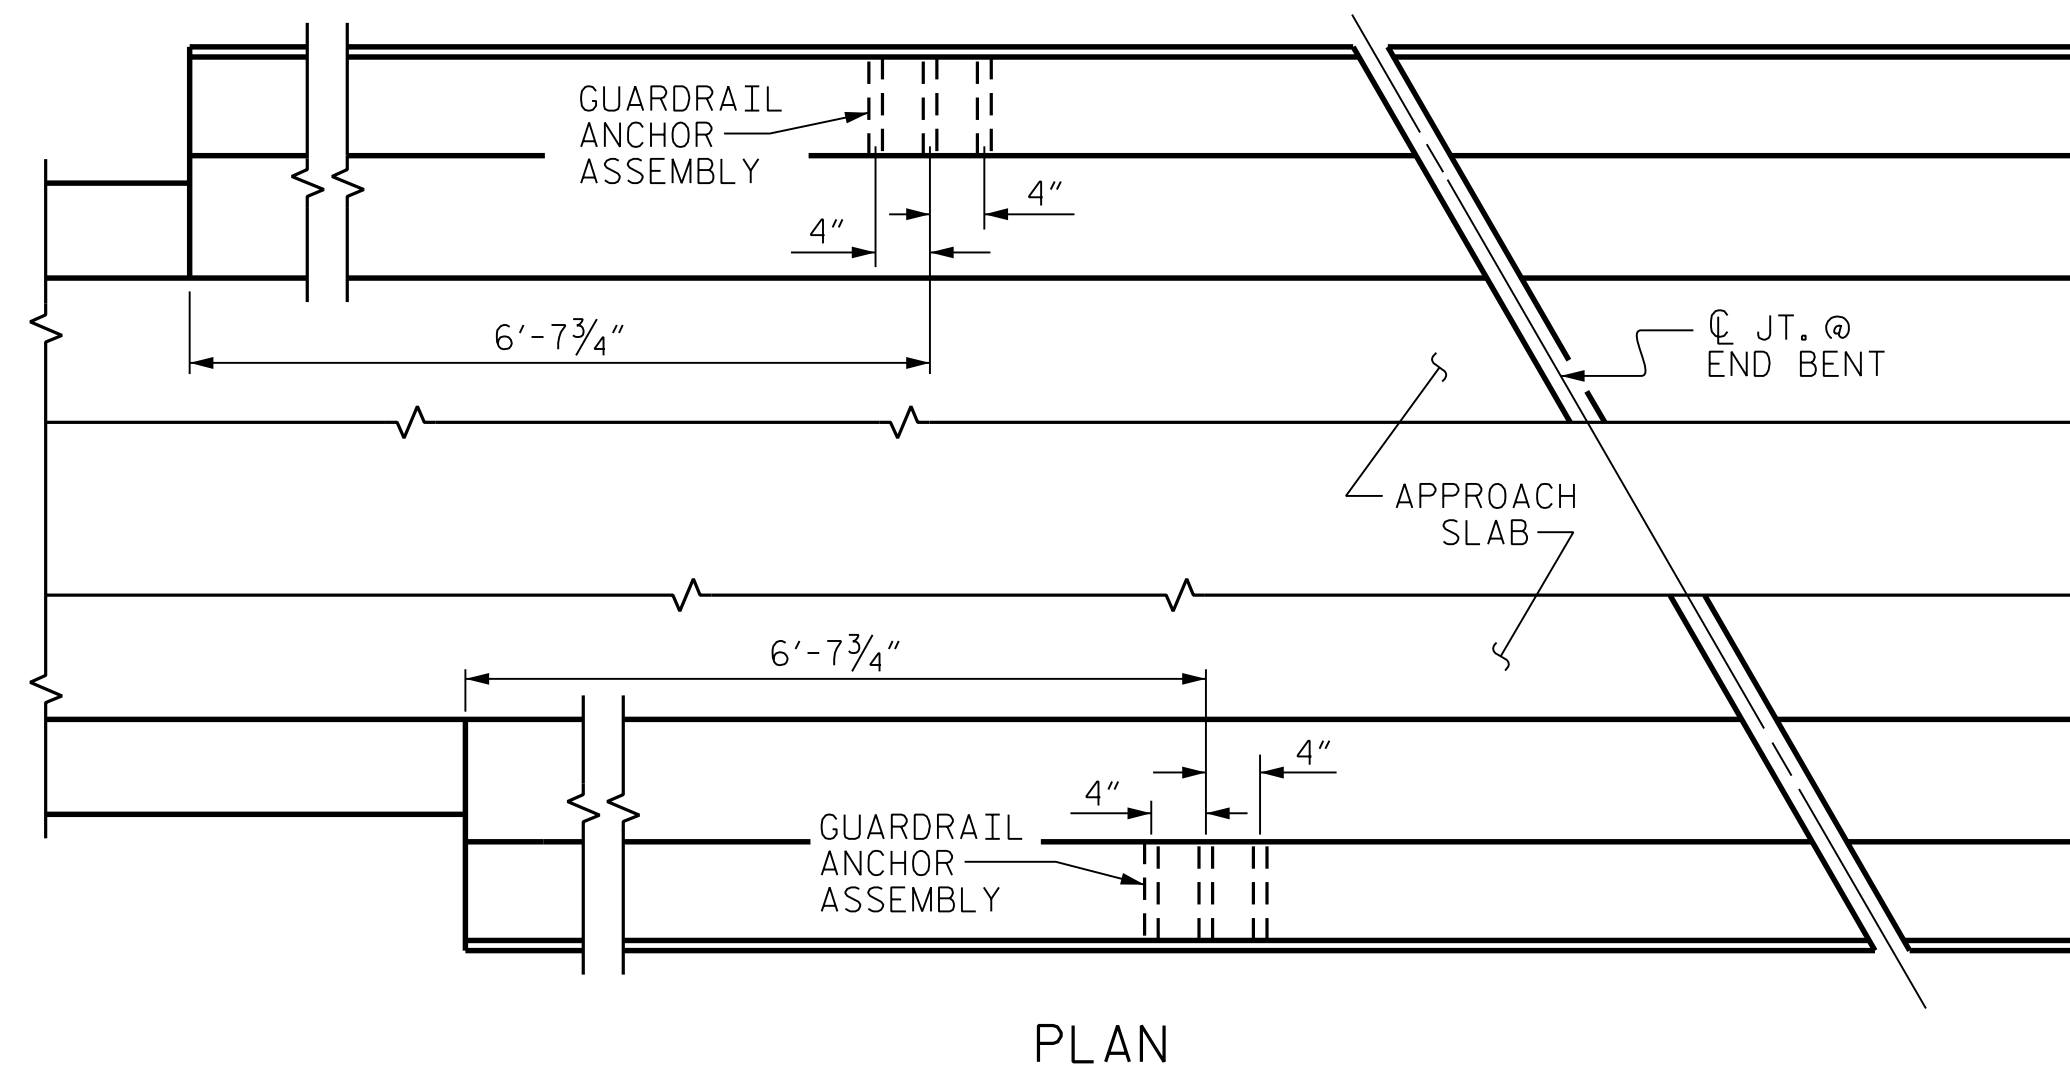 GUARDRAIL
ANCHOR
ASSEMBLY
4"
4"
6'-7¾"
℄ JT. @
END BENT
APPROACH
SLAB
6'-7¾"
4"
4"
GUARDRAIL
ANCHOR
ASSEMBLY
PLAN